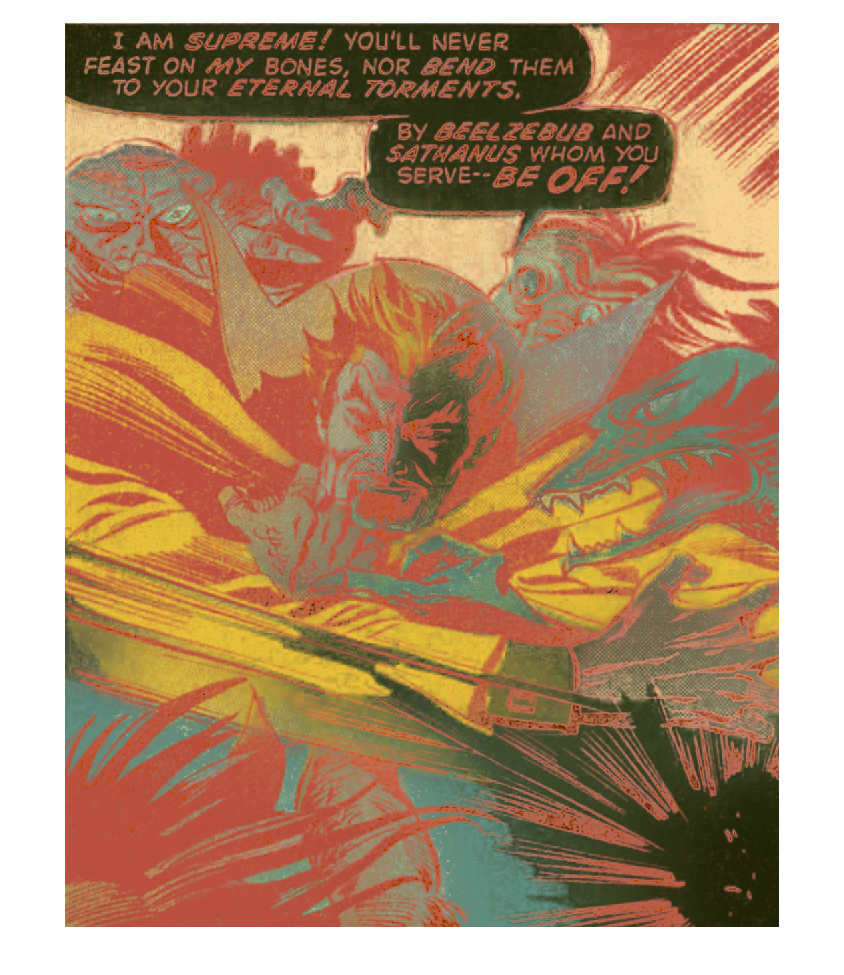 I AM SUPREME! YOU'LL NEVER
FEAST ON MY BONES, NOR BEND THEM
TO YOUR ETERNAL TORMENTS.
BY BEELZEBUB AND
SATHANUS WHOM YOU
SERVE--BE OFF!